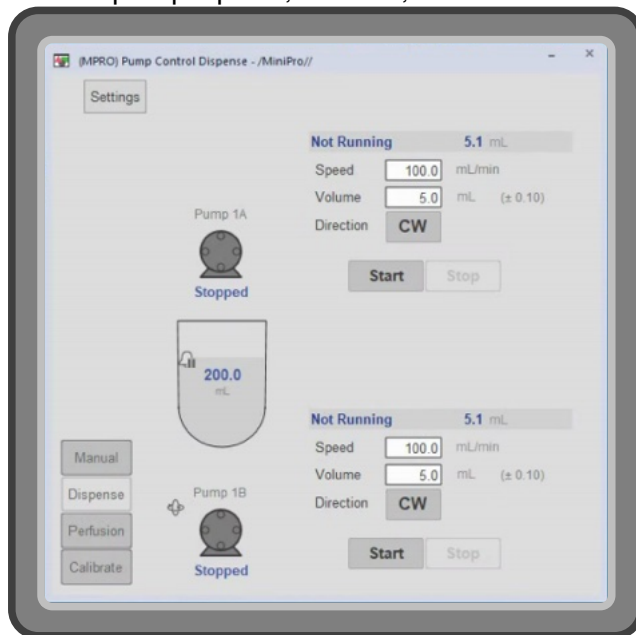 (MPRO) Pump Control Dispense - /MiniPro//
Settings
Not Running 5.1 mL
Speed 100.0 mL/min
Volume 5.0 mL (± 0.10)
Direction CW
Start Stop
Pump 1A
Stopped
200.0
mL
Not Running 5.1 mL
Speed 100.0 mL/min
Volume 5.0 mL (± 0.10)
Direction CW
Start Stop
Manual
Dispense
Perfusion
Calibrate
Pump 1B
Stopped